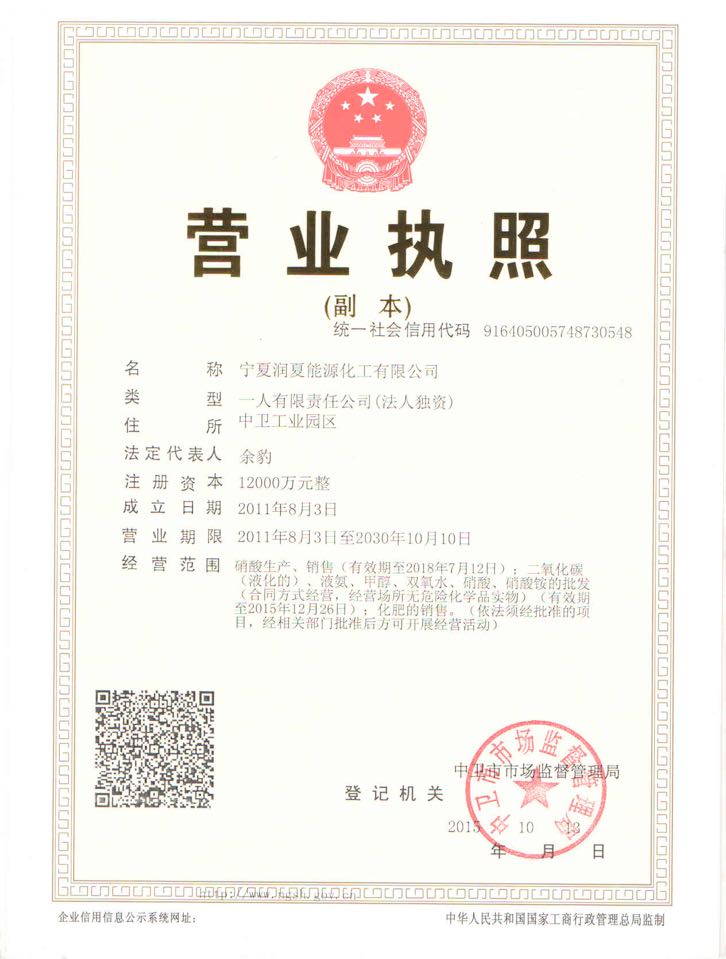 营业执照
(副 本)
统一社会信用代码 916405005748730548
名 称 宁夏润夏能源化工有限公司
类 型 一人有限责任公司(法人独资)
住 所 中卫工业园区
法定代表人 余豹
注册资本 12000万元整
成立日期 2011年8月3日
营业期限 2011年8月3日至2030年10月10日
经营范围 硝酸生产、销售（有效期至2018年7月12日）；二氧化碳
（液化的）、液氨、甲醇、双氧水、硝酸、硝酸铵的批发
（合同方式经营，经营场所无危险化学品实物）（有效期
至2015年12月26日）；化肥的销售。（依法须经批准的项
目，经相关部门批准后方可开展经营活动）
中卫市市场监督管理局
中卫市市场监督管理局
登记机关
2015 10 13
年 月 日
http://www.ngsh.gov.cn
企业信用信息公示系统网址：
中华人民共和国国家工商行政管理总局监制